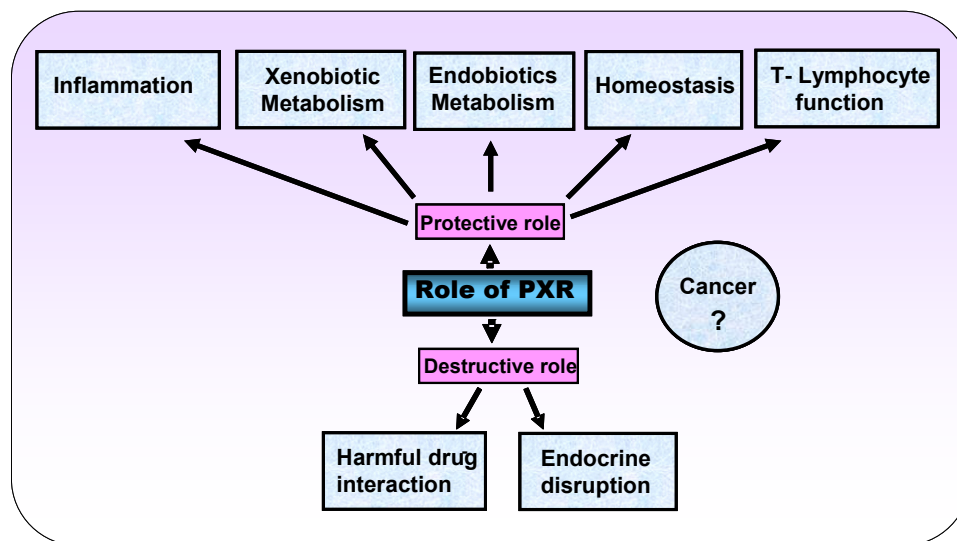 Inflammation
Xenobiotic
Metabolism
Endobiotics
Metabolism
Homeostasis
T- Lymphocyte
function
Protective role
Role of PXR
Cancer
?
Destructive role
Harmful drug
interaction
Endocrine
disruption